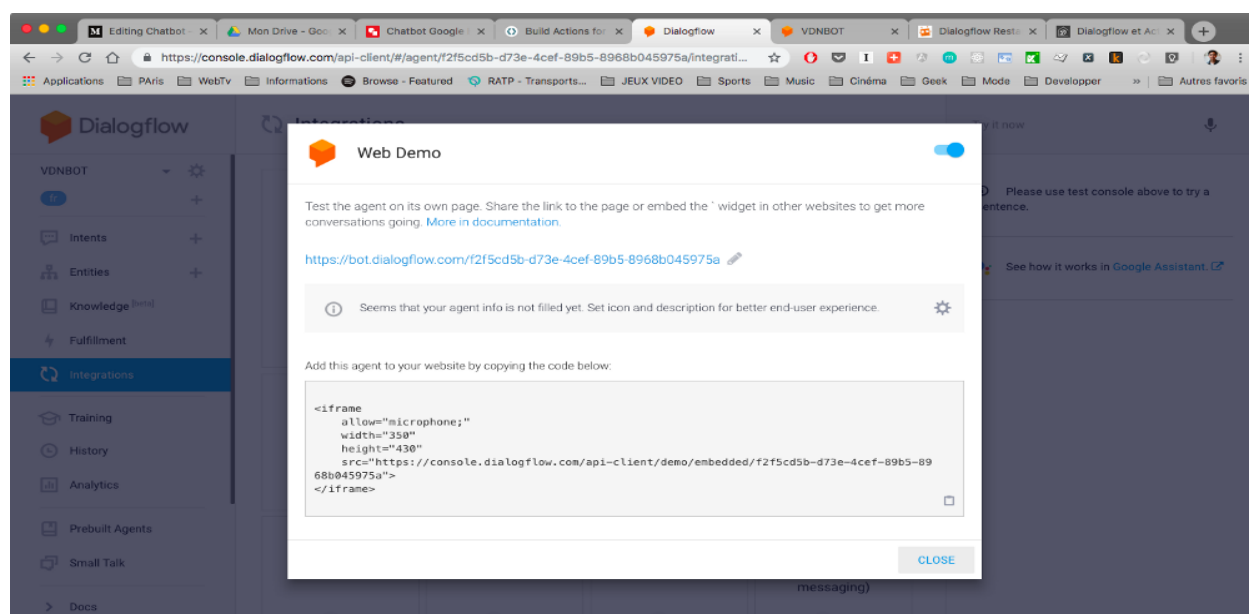 Editing Chatbot -
Mon Drive - Goo
Chatbot Google
Build Actions for
Dialogflow
VDNBOT
Dialogflow Resta
Dialogflow et Act
https://console.dialogflow.com/api-client/#/agent/f2f5cd5b-d73e-4cef-89b5-8968b045975a/integrati...
Applications PAris WebTv Informations Browse - Featured RATP - Transports... JEUX VIDEO Sports Music Cinéma Geek Mode Developper » Autres favoris
Dialogflow
Integrations
y it now
VDNBOT
Intents
Entities
Knowledge [beta]
Fulfillment
Integrations
Training
History
Analytics
Prebuilt Agents
Small Talk
Docs
Web Demo
Test the agent on its own page. Share the link to the page or embed the ` widget in other websites to get more
conversations going. More in documentation.
https://bot.dialogflow.com/f2f5cd5b-d73e-4cef-89b5-8968b045975a
Seems that your agent info is not filled yet. Set icon and description for better end-user experience.
Add this agent to your website by copying the code below:
<iframe
allow="microphone;"
width="350"
height="430"
src="https://console.dialogflow.com/api-client/demo/embedded/f2f5cd5b-d73e-4cef-89b5-89
68b045975a">
</iframe>
CLOSE
messaging)
Please use test console above to try a
entence.
See how it works in Google Assistant.